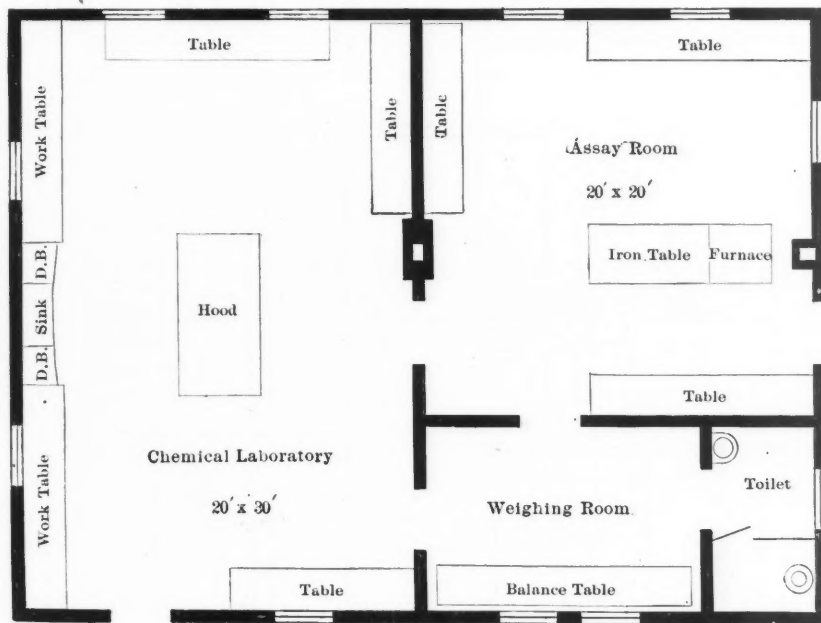 Table
Table
Table
Table
Work Table
Assay Room
20' x 20'
D.B.
Sink
D.B.
Hood
Iron Table
Furnace
Table
Chemical Laboratory
20' x 30'
Work Table
Weighing Room
Toilet
Table
Balance Table